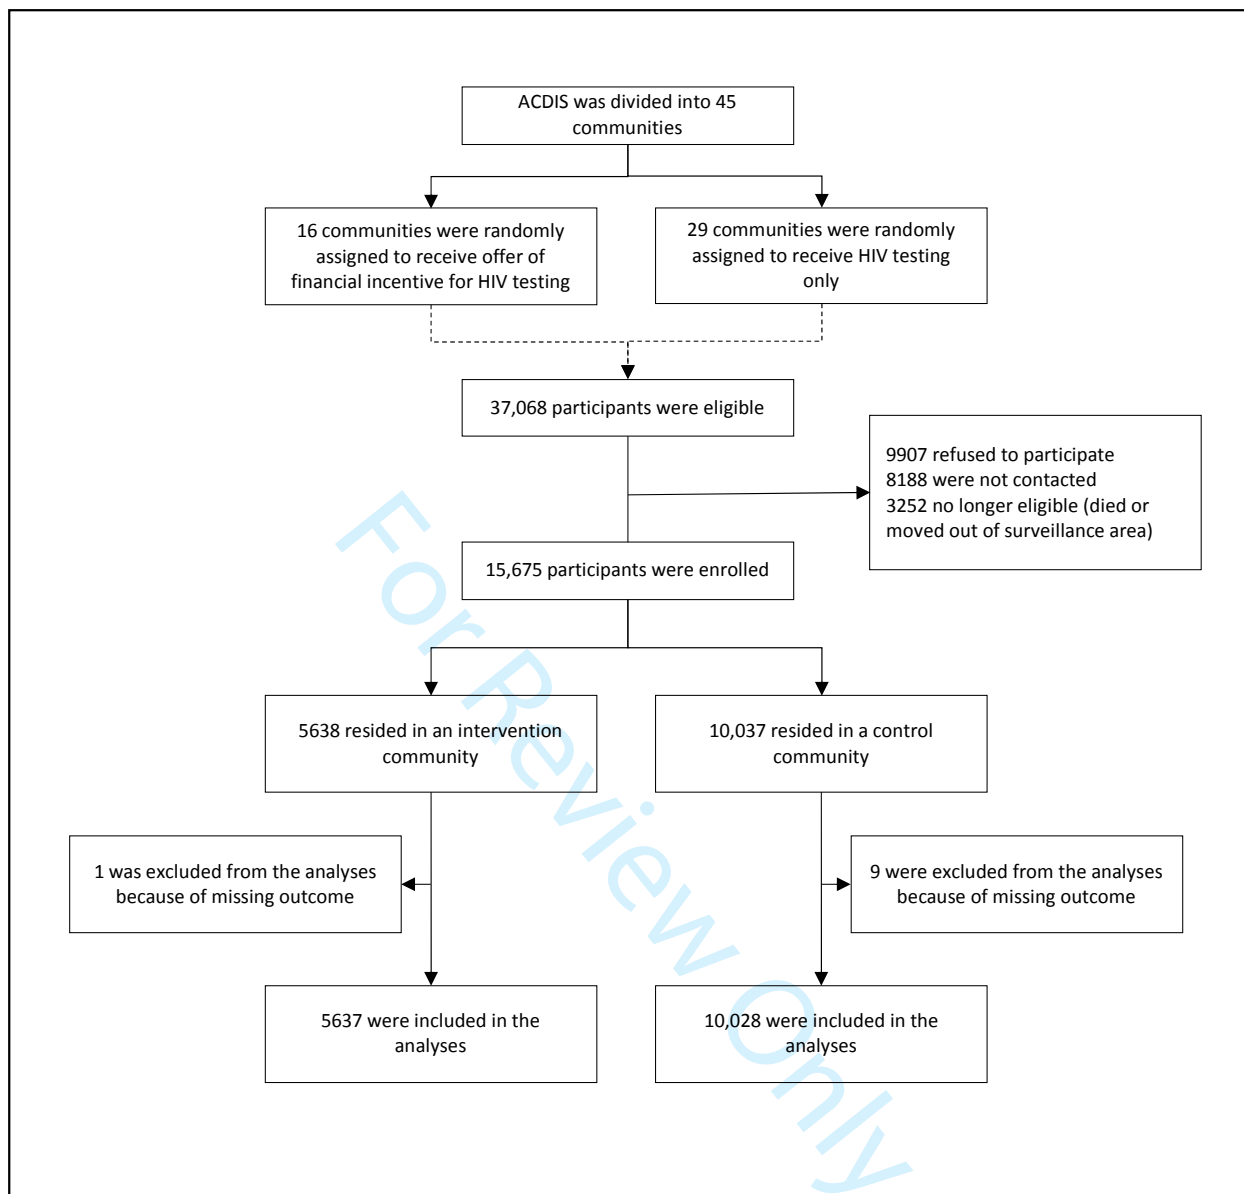 ACDIS was divided into 45
communities
16 communities were randomly
assigned to receive offer of
financial incentive for HIV testing
29 communities were randomly
assigned to receive HIV testing
only
37,068 participants were eligible
9907 refused to participate
8188 were not contacted
3252 no longer eligible (died or
moved out of surveillance area)
15,675 participants were enrolled
5638 resided in an intervention
community
10,037 resided in a control
community
1 was excluded from the analyses
because of missing outcome
9 were excluded from the analyses
because of missing outcome
5637 were included in the
analyses
10,028 were included in the
analyses
For Review Only